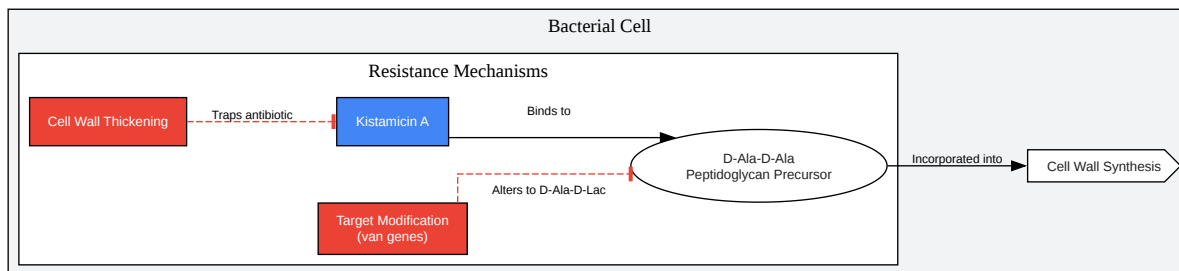 Bacterial Cell
Resistance Mechanisms
Cell Wall Thickening
Traps antibiotic
Kistamicin A
Binds to
D-Ala-D-Ala
Peptidoglycan Precursor
Incorporated into
Cell Wall Synthesis
Alters to D-Ala-D-Lac
Target Modification
(van genes)